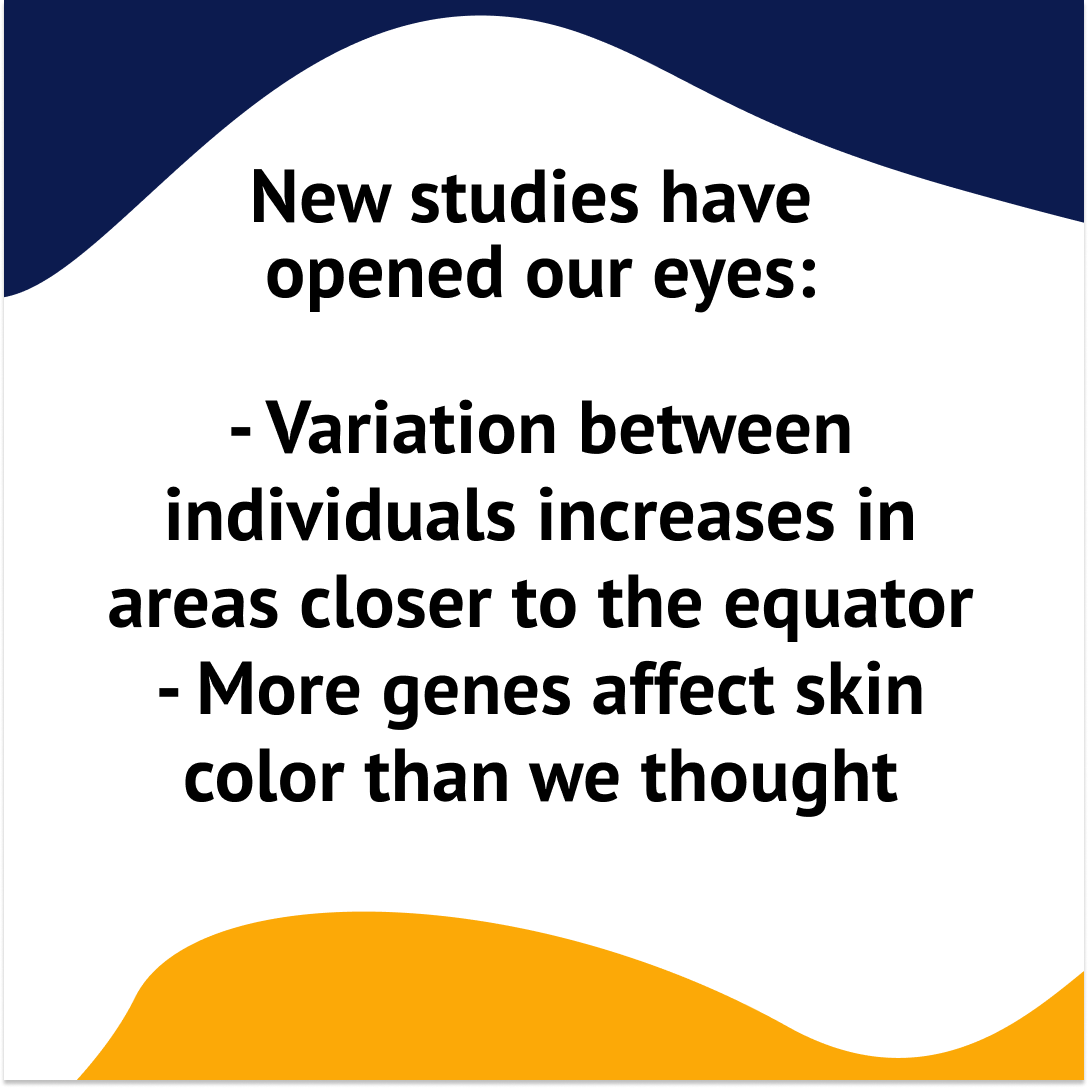 New studies have
opened our eyes:
- Variation between
individuals increases in
areas closer to the equator
- More genes affect skin
color than we thought